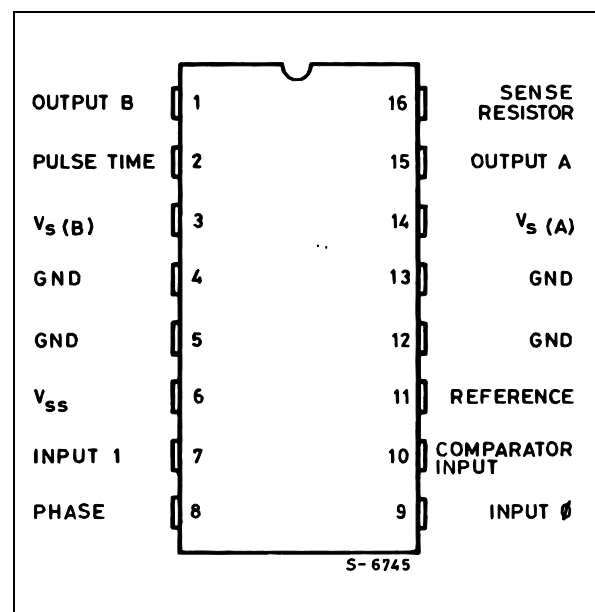 OUTPUT B 1 16 SENSE RESISTOR
PULSE TIME 2 15 OUTPUT A
Vs (B) 3 14 Vs (A)
GND 4 13 GND
GND 5 12 GND
Vss 6 11 REFERENCE
INPUT 1 7 10 COMPARATOR INPUT
PHASE 8 9 INPUT Ø
S-6745